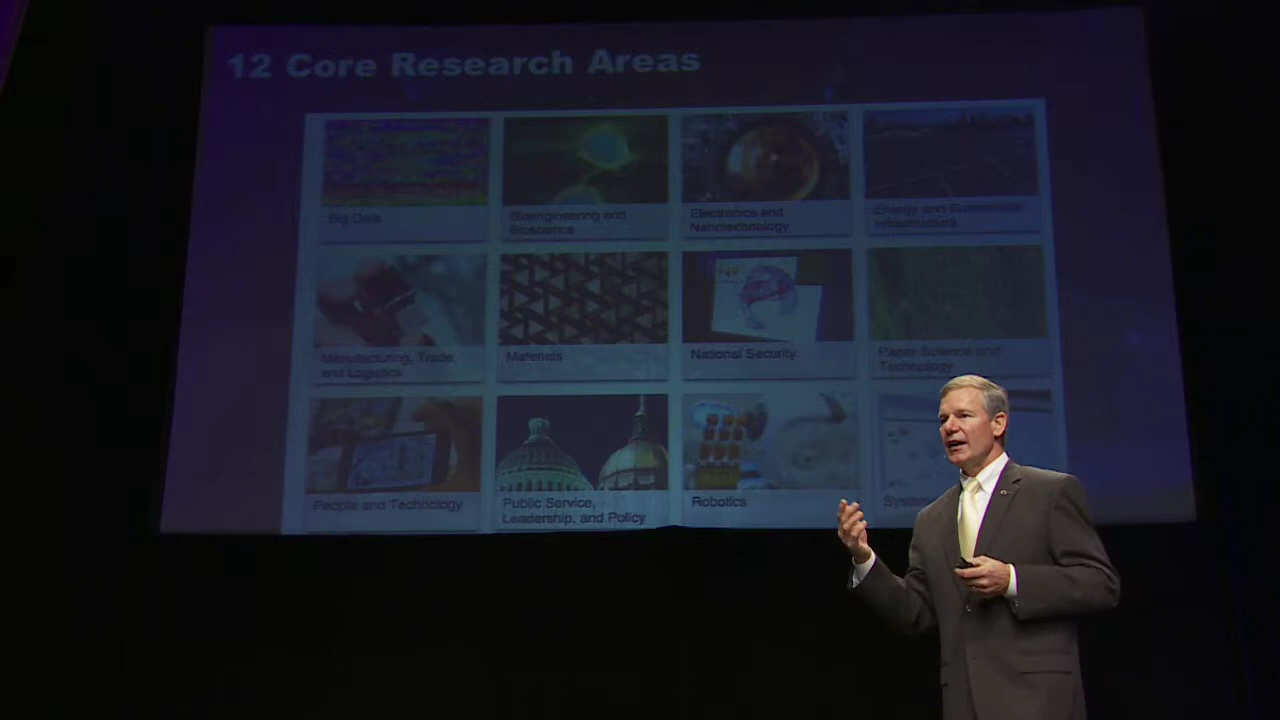 12 Core Research Areas
Big Data
Bioengineering and
Bioscience
Electronics and
Nanotechnology
Energy and Sustainable
Infrastructure
Manufacturing, Trade,
and Logistics
Materials
National Security
Paper Science and
Technology
People and Technology
Public Service,
Leadership, and Policy
Robotics